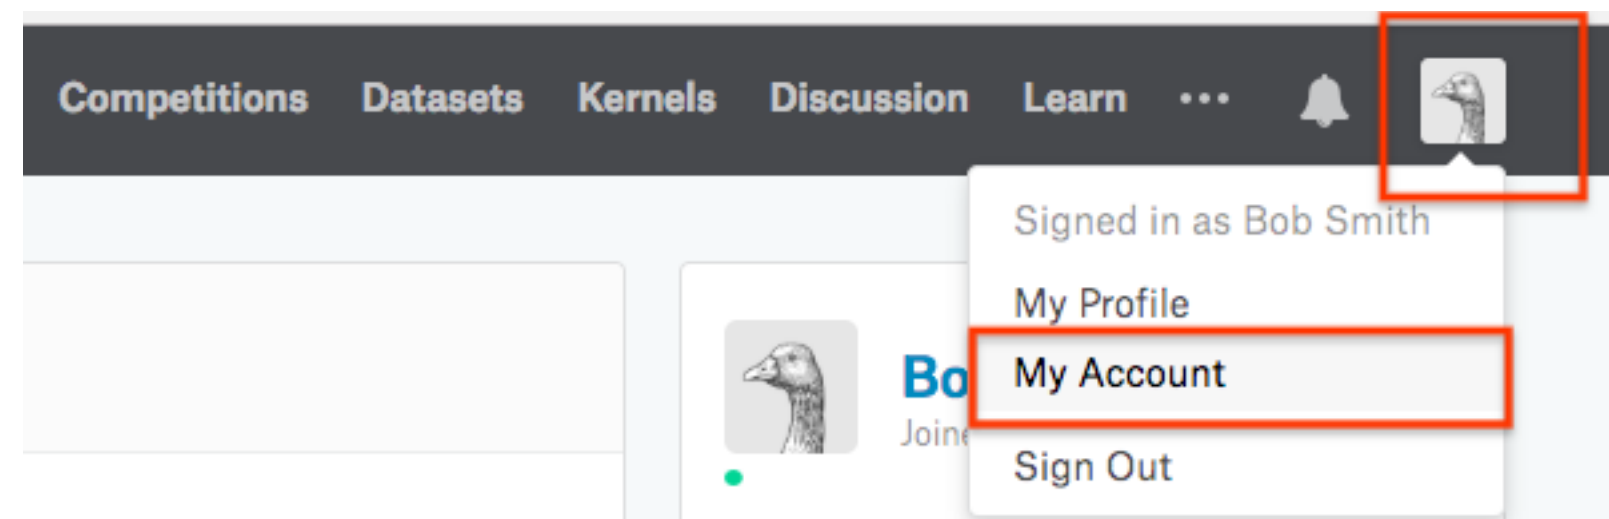 Competitions Datasets Kernels Discussion Learn ...
Signed in as Bob Smith
My Profile
My Account
Sign Out